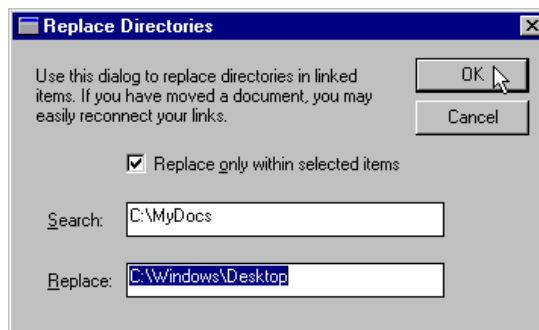 Replace Directories
Use this dialog to replace directories in linked
items. If you have moved a document, you may
easily reconnect your links.
OK
Cancel
Replace only within selected items
Search:
C:\MyDocs
Replace:
C:\Windows\Desktop